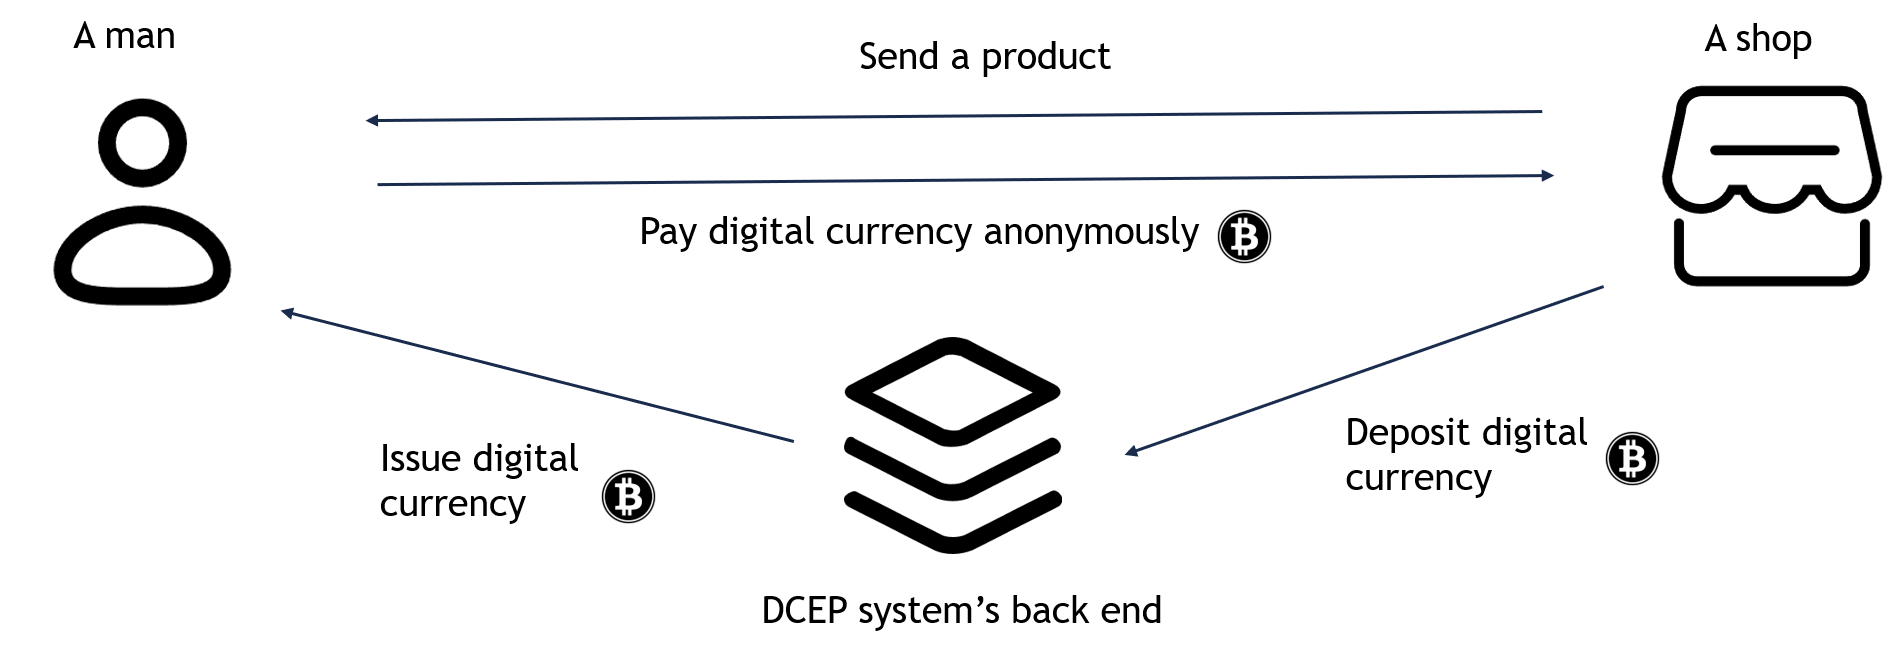 A man
Send a product
A shop
Pay digital currency anonymously
Issue digital
currency
Deposit digital
currency
DCEP system’s back end